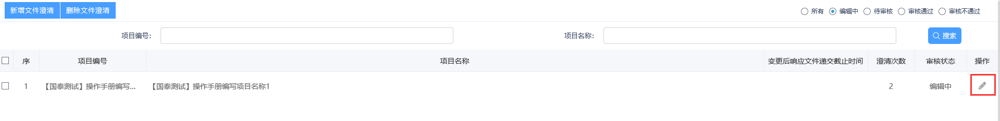 新增文件澄清 删除文件澄清 所有 编辑中 待审核 审核通过 审核不通过
项目编号： 项目名称： 搜索
序 项目编号 项目名称 变更后响应文件递交截止时间 澄清次数 审核状态 操作
1 【国泰测试】操作手册编写... 【国泰测试】操作手册编写项目名称1 2 编辑中